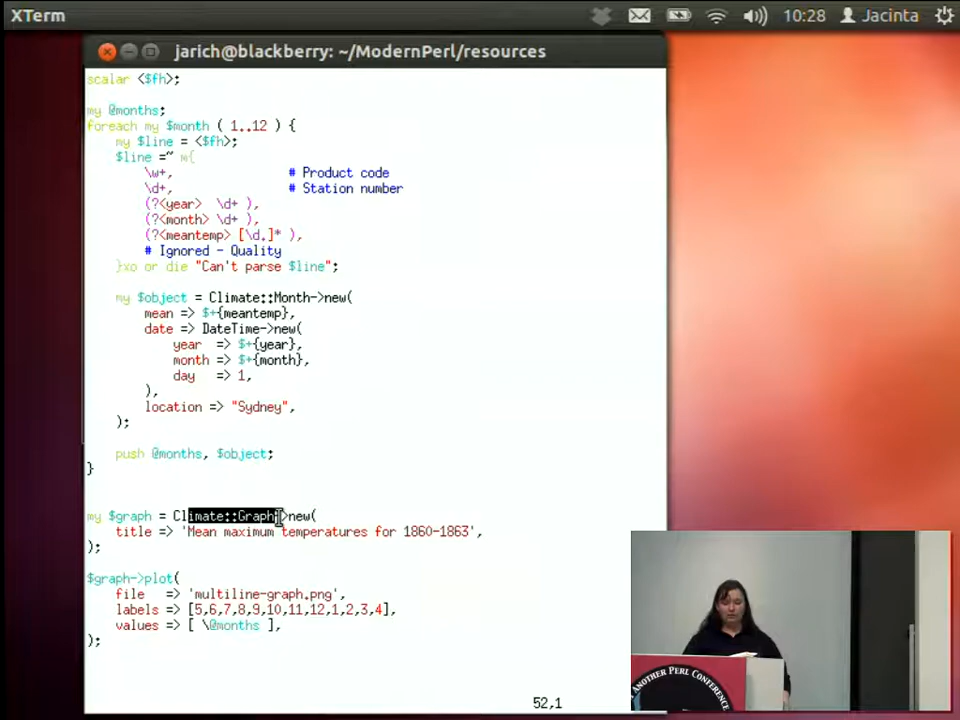 XTerm
10:28
Jacinta
jarich@blackberry: ~/ModernPerl/resources
scalar <$fh>;
my @months;
foreach my $month ( 1..12 ) {
my $line = <$fh>;
$line =~ m{
\w+, # Product code
\d+, # Station number
(?<year> \d+ ),
(?<month> \d+ ),
(?<meantemp> [\d.]* ),
# Ignored - Quality
}xo or die "Can't parse $line";
my $object = Climate::Month->new(
mean => $+{meantemp},
date => DateTime->new(
year => $+{year},
month => $+{month},
day => 1,
),
location => "Sydney",
);
push @months, $object;
}
my $graph = Climate::Graph->new(
title => 'Mean maximum temperatures for 1860-1863',
);
$graph->plot(
file => 'multiline-graph.png',
labels => [5,6,7,8,9,10,11,12,1,2,3,4],
values => [ \@months ],
);
52,1
ANOTHER PERL CONFERENCE